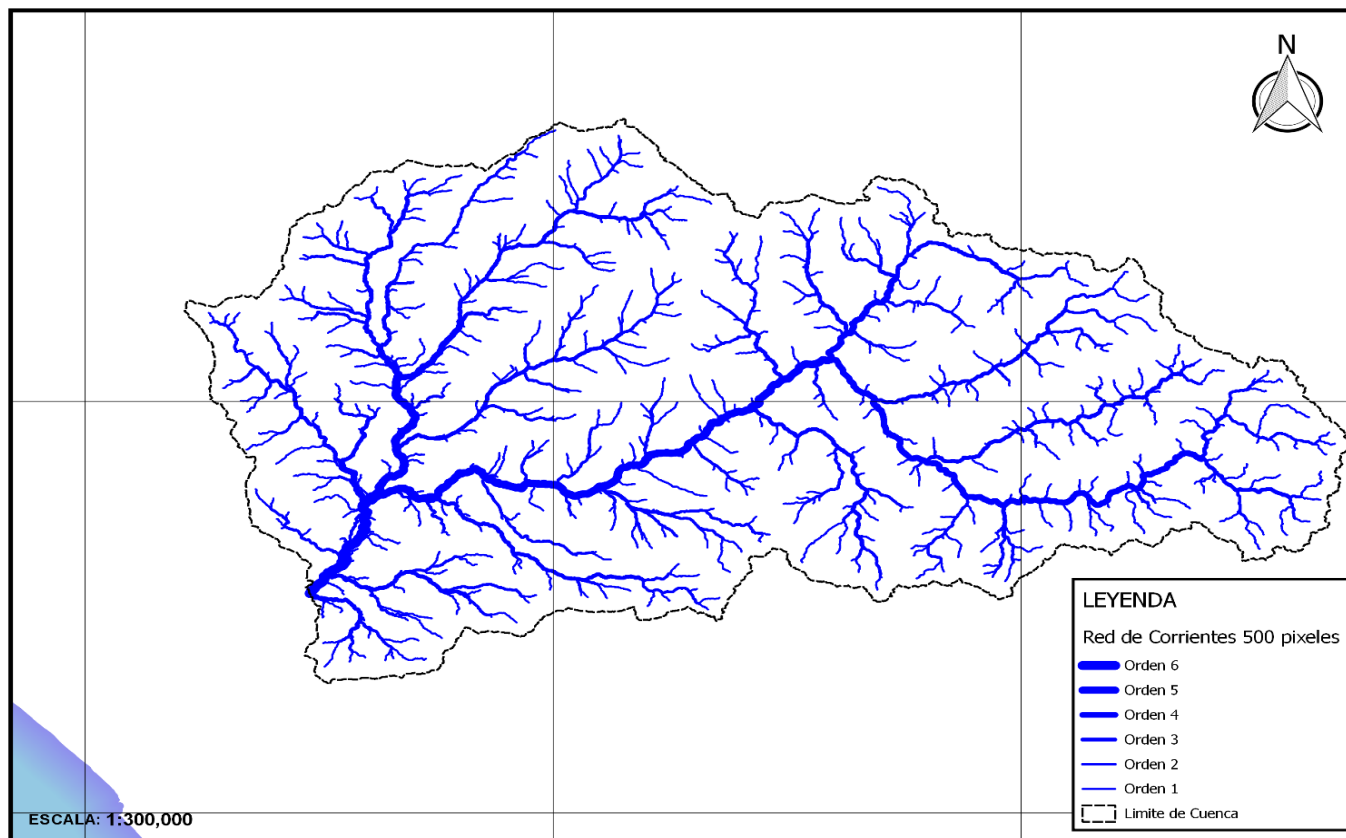 N
LEYENDA
Red de Corrientes 500 pixeles
Orden 6
Orden 5
Orden 4
Orden 3
Orden 2
Orden 1
Limite de Cuenca
ESCALA: 1:300,000